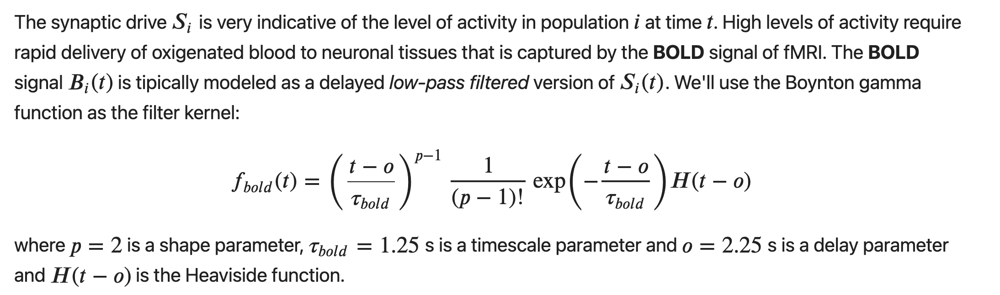 The synaptic drive $S_i$ is very indicative of the level of activity in population $i$ at time $t$. High levels of activity require
rapid delivery of oxigenated blood to neuronal tissues that is captured by the **BOLD** signal of fMRI. The **BOLD**
signal $B_i(t)$ is tipically modeled as a delayed *low-pass filtered* version of $S_i(t)$. We'll use the Boynton gamma
function as the filter kernel:
$$f_{bold}(t) = \left(\frac{t-o}{\tau_{bold}}\right)^{p-1} \frac{1}{(p-1)!} \exp\left(-\frac{t-o}{\tau_{bold}}\right) H(t-o)$$
where $p = 2$ is a shape parameter, $\tau_{bold} = 1.25$ s is a timescale parameter and $o = 2.25$ s is a delay parameter
and $H(t-o)$ is the Heaviside function.